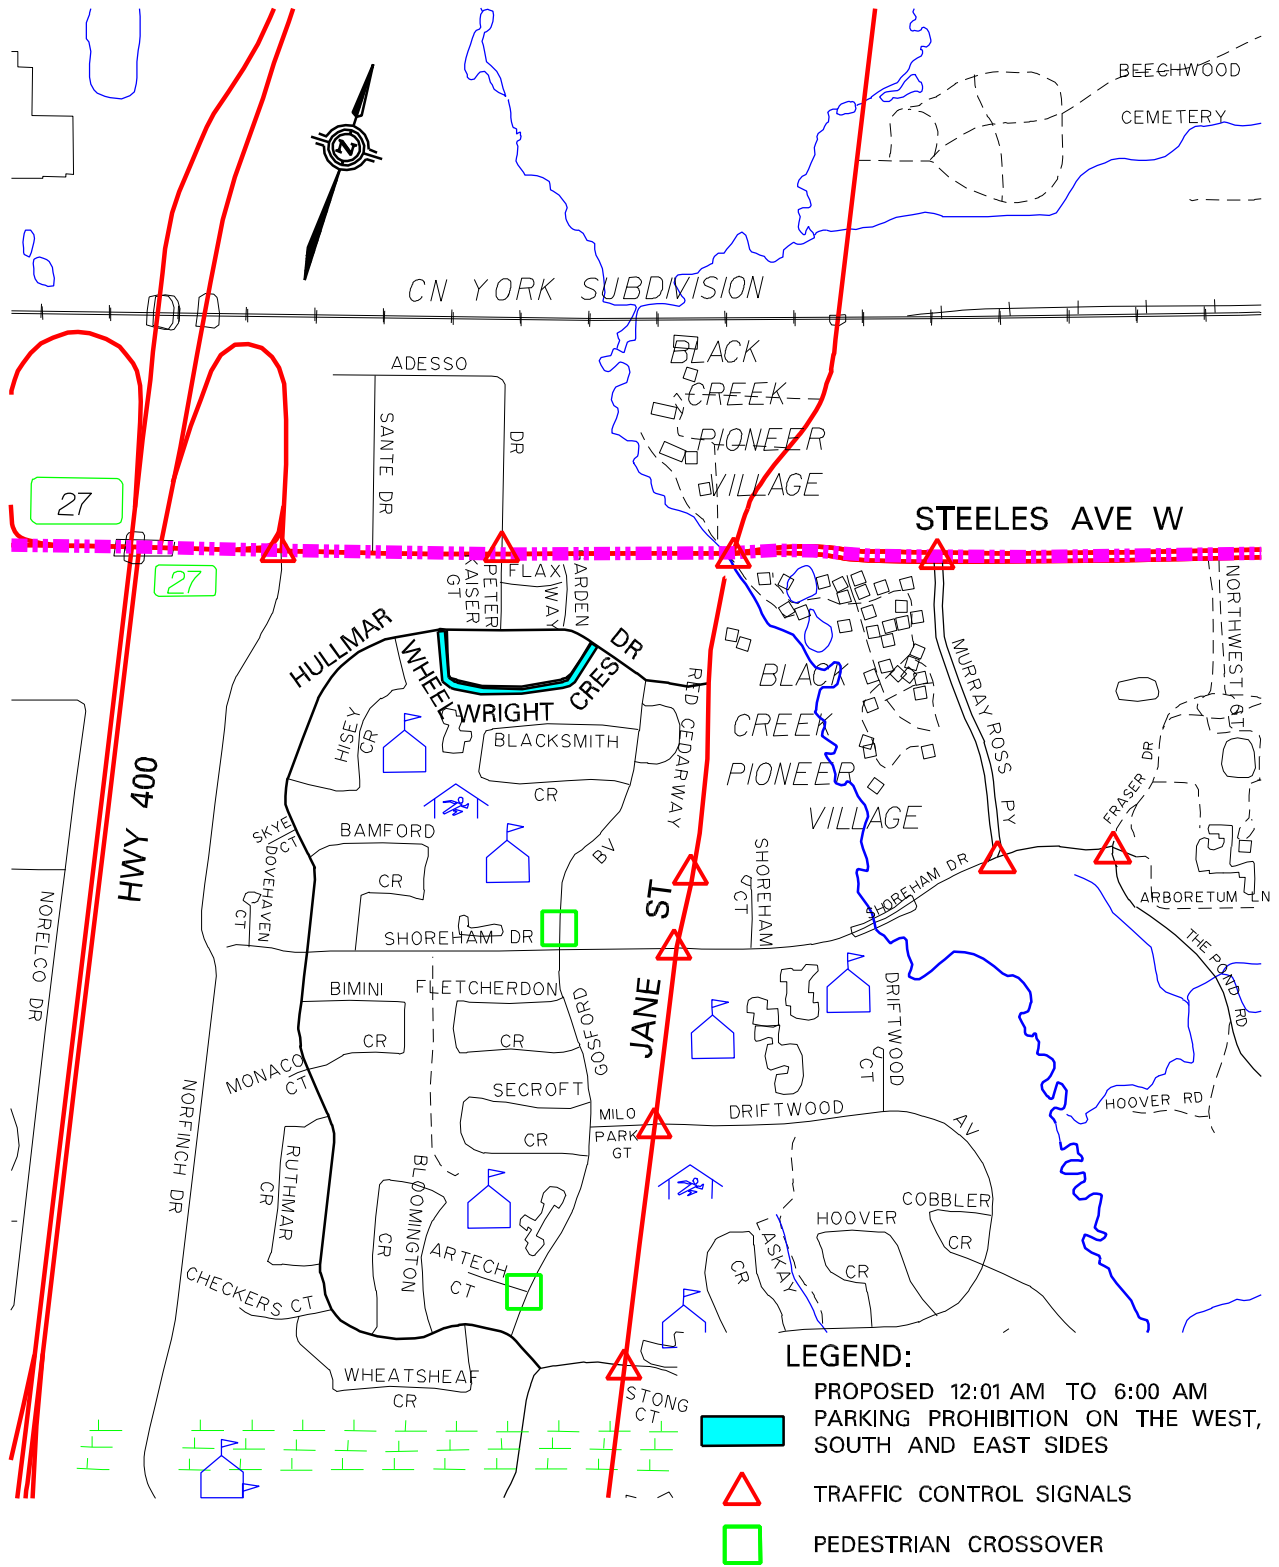 BEECHWOOD
CEMETERY
N
CN YORK SUBDIVISION
BLACK
CREEK
PIONEER
VILLAGE
ADESSO
DR
SANTE DR
27
STEELES AVE W
27
PETER
KAISER
GT
FLAX
WAY
ARDEN
NORTHWEST GT
HULLMAR
DR
WHEEL
WRIGHT
CRES
RED CEDARWAY
MURRAY ROSS
PY
BLACK
CREEK
PIONEER
VILLAGE
HISEY
CR
BLACKSMITH
CR
FRASER DR
HWY 400
SKYE
CT
BAMFORD
CR
BV
DOVEHAVEN
CT
SHOREHAM
CT
SHOREHAM DR
ARBORETUM LN
NORELCO DR
JANE ST
SHOREHAM DR
THE POND RD
BIMINI
CR
FLETCHERDON
CR
GOSFORD
DRIFTWOOD
CT
MONACO
CT
NORFINCH DR
SECROFT
CR
MILO
PARK
GT
DRIFTWOOD
AV
HOOVER RD
RUTHMAR
CR
BLOOMINGTON
CR
ARTECH
CT
COBBLER
CR
HOOVER
CR
LASKAY
CR
CHECKERS CT
WHEATSHEAF
CR
STONG
CT
LEGEND:
PROPOSED 12:01 AM TO 6:00 AM
PARKING PROHIBITION ON THE WEST,
SOUTH AND EAST SIDES
TRAFFIC CONTROL SIGNALS
PEDESTRIAN CROSSOVER